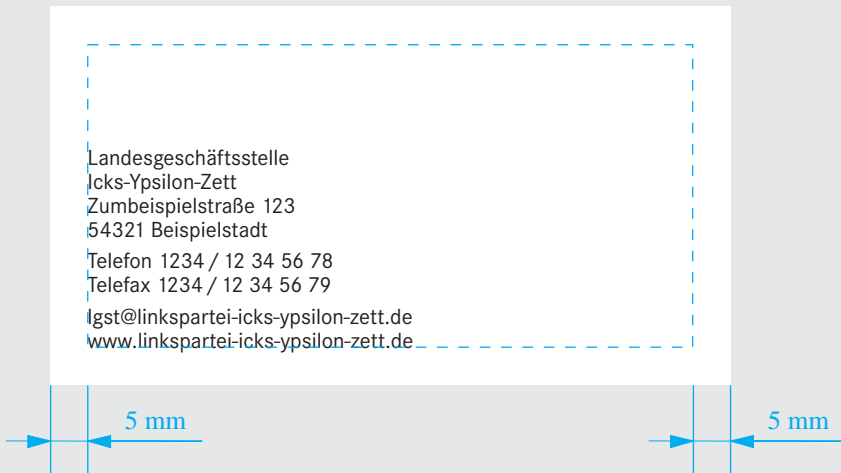 Landesgeschäftsstelle
Icks-Ypsilon-Zett
Zumbeispielstraße 123
54321 Beispielstadt
Telefon 1234 / 12 34 56 78
Telefax 1234 / 12 34 56 79
lgst@linkspartei-icks-ypsilon-zett.de
www.linkspartei-icks-ypsilon-zett.de
5 mm
5 mm